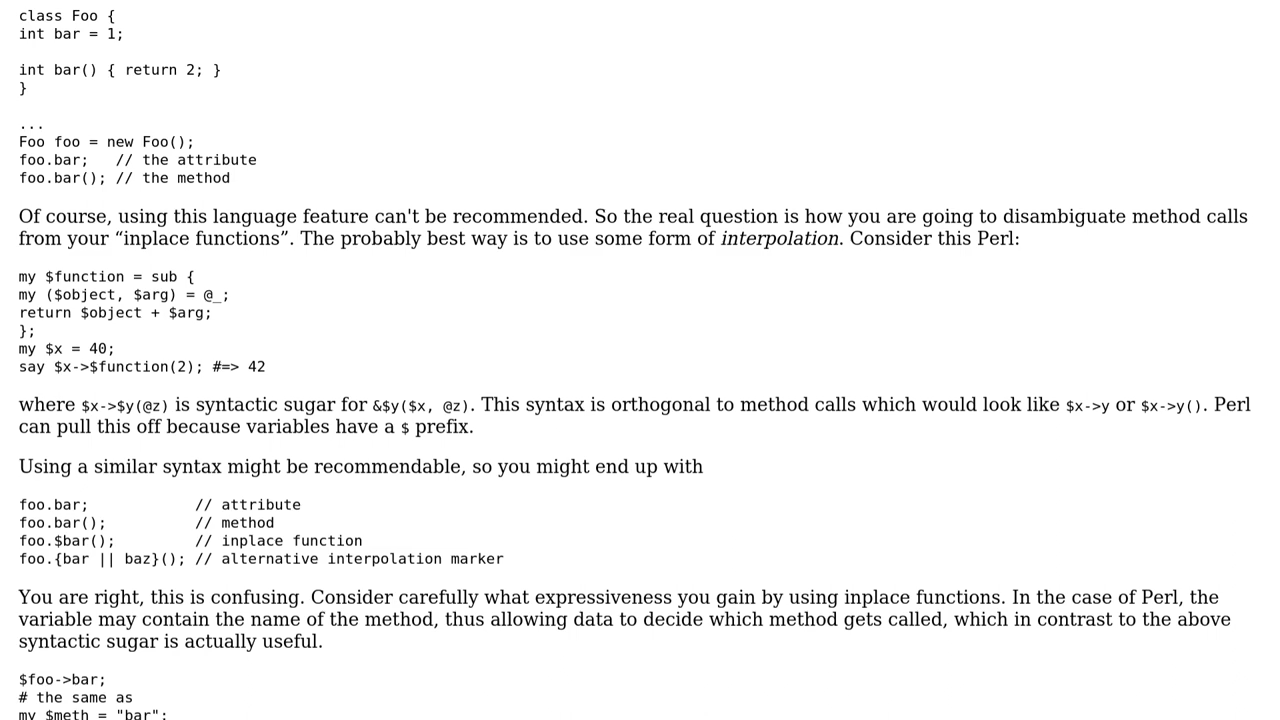 class Foo {
int bar = 1;
int bar() { return 2; }
}
...
Foo foo = new Foo();
foo.bar;   // the attribute
foo.bar(); // the method
Of course, using this language feature can't be recommended. So the real question is how you are going to disambiguate method calls
from your “inplace functions”. The probably best way is to use some form of interpolation. Consider this Perl:
my $function = sub {
my ($object, $arg) = @_;
return $object + $arg;
};
my $x = 40;
say $x->$function(2); #=> 42
where $x->$y(@z) is syntactic sugar for &$y($x, @z). This syntax is orthogonal to method calls which would look like $x->y or $x->y(). Perl
can pull this off because variables have a $ prefix.
Using a similar syntax might be recommendable, so you might end up with
foo.bar;            // attribute
foo.bar();          // method
foo.$bar();         // inplace function
foo.{bar || baz}(); // alternative interpolation marker
You are right, this is confusing. Consider carefully what expressiveness you gain by using inplace functions. In the case of Perl, the
variable may contain the name of the method, thus allowing data to decide which method gets called, which in contrast to the above
syntactic sugar is actually useful.
$foo->bar;
# the same as
my $meth = "bar";